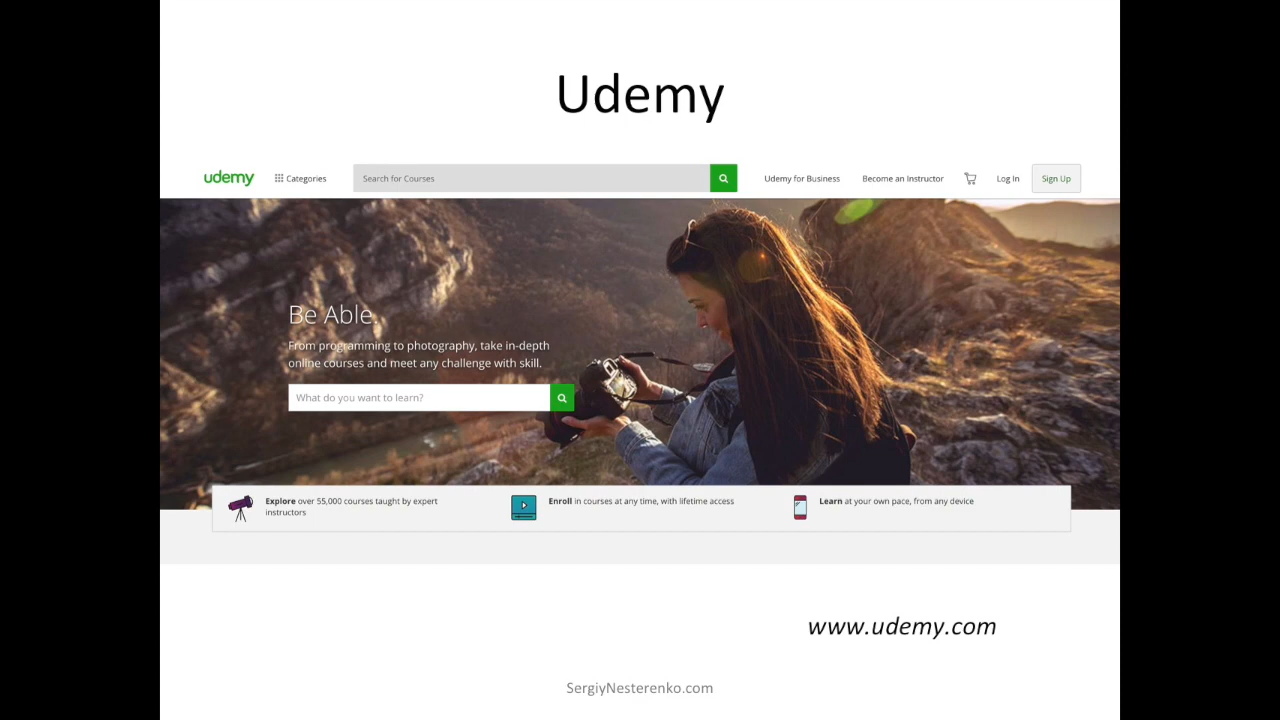 Udemy
udemy
Categories
Search for Courses
Udemy for Business
Become an Instructor
Log In
Sign Up
Be Able.
From programming to photography, take in-depth
online courses and meet any challenge with skill.
What do you want to learn?
Explore over 55,000 courses taught by expert
instructors
Enroll in courses at any time, with lifetime access
Learn at your own pace, from any device
www.udemy.com
SergiyNesterenko.com